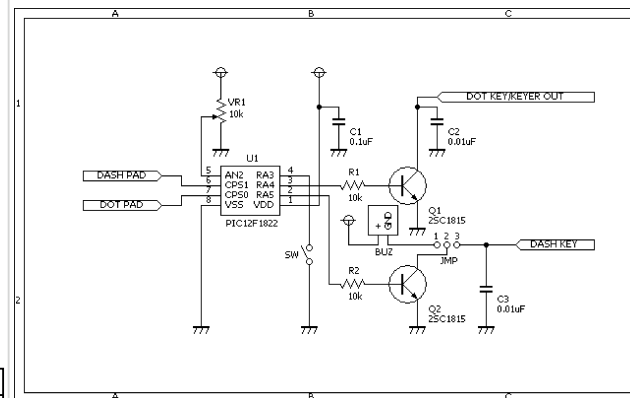 A B C
1
VR1
10k
C1
0.1uF
DOT KEY/KEYER OUT
C2
0.01uF
U1
DASH PAD
DOT PAD
5 AN2 RA3 4
6 CPS1 RA4 3
7 CPS0 RA5 2
8 VSS VDD 1
PIC12F1822
R1
10k
Q1
2SC1815
+ GND
BUZ
1 2 3
JMP
DASH KEY
SW
R2
10k
Q2
2SC1815
C3
0.01uF
2
A B C